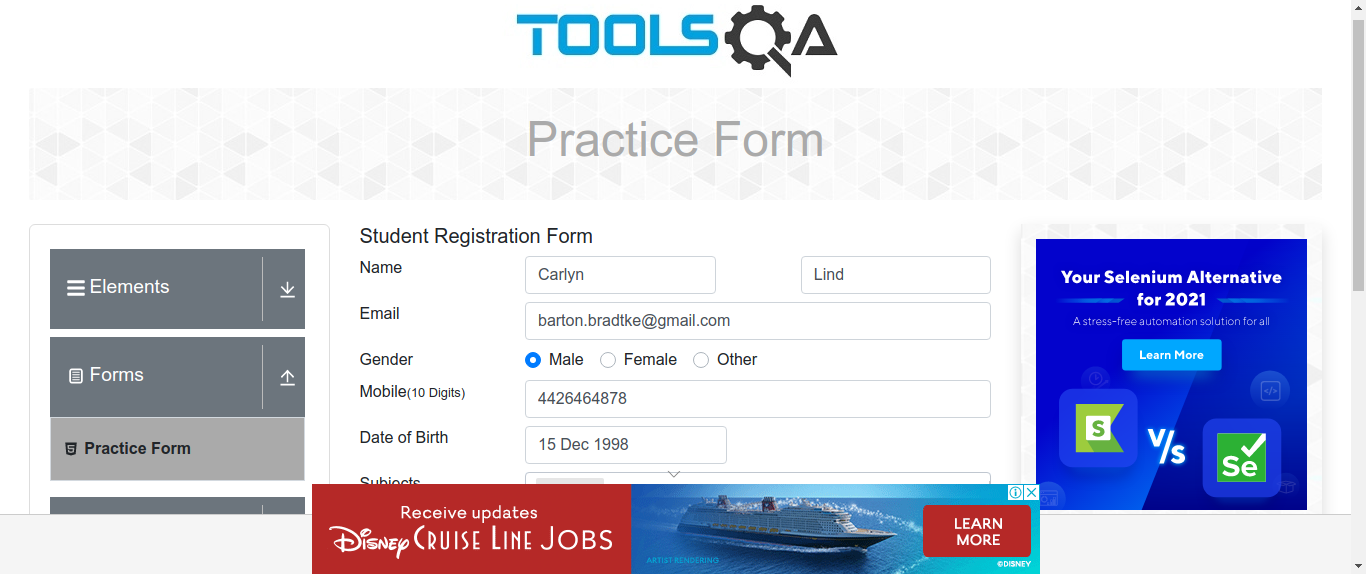 TOOLSQA
Practice Form
Elements
Forms
Practice Form
Student Registration Form
Name
Carlyn
Lind
Email
barton.bradtke@gmail.com
Gender
Male
Female
Other
Mobile(10 Digits)
4426464878
Date of Birth
15 Dec 1998
Subjects
Your Selenium Alternative
for 2021
A stress-free automation solution for all
Learn More
S
V/s
Se
Receive updates
DISNEY CRUISE LINE JOBS
ARTIST RENDERING
LEARN
MORE
©DISNEY